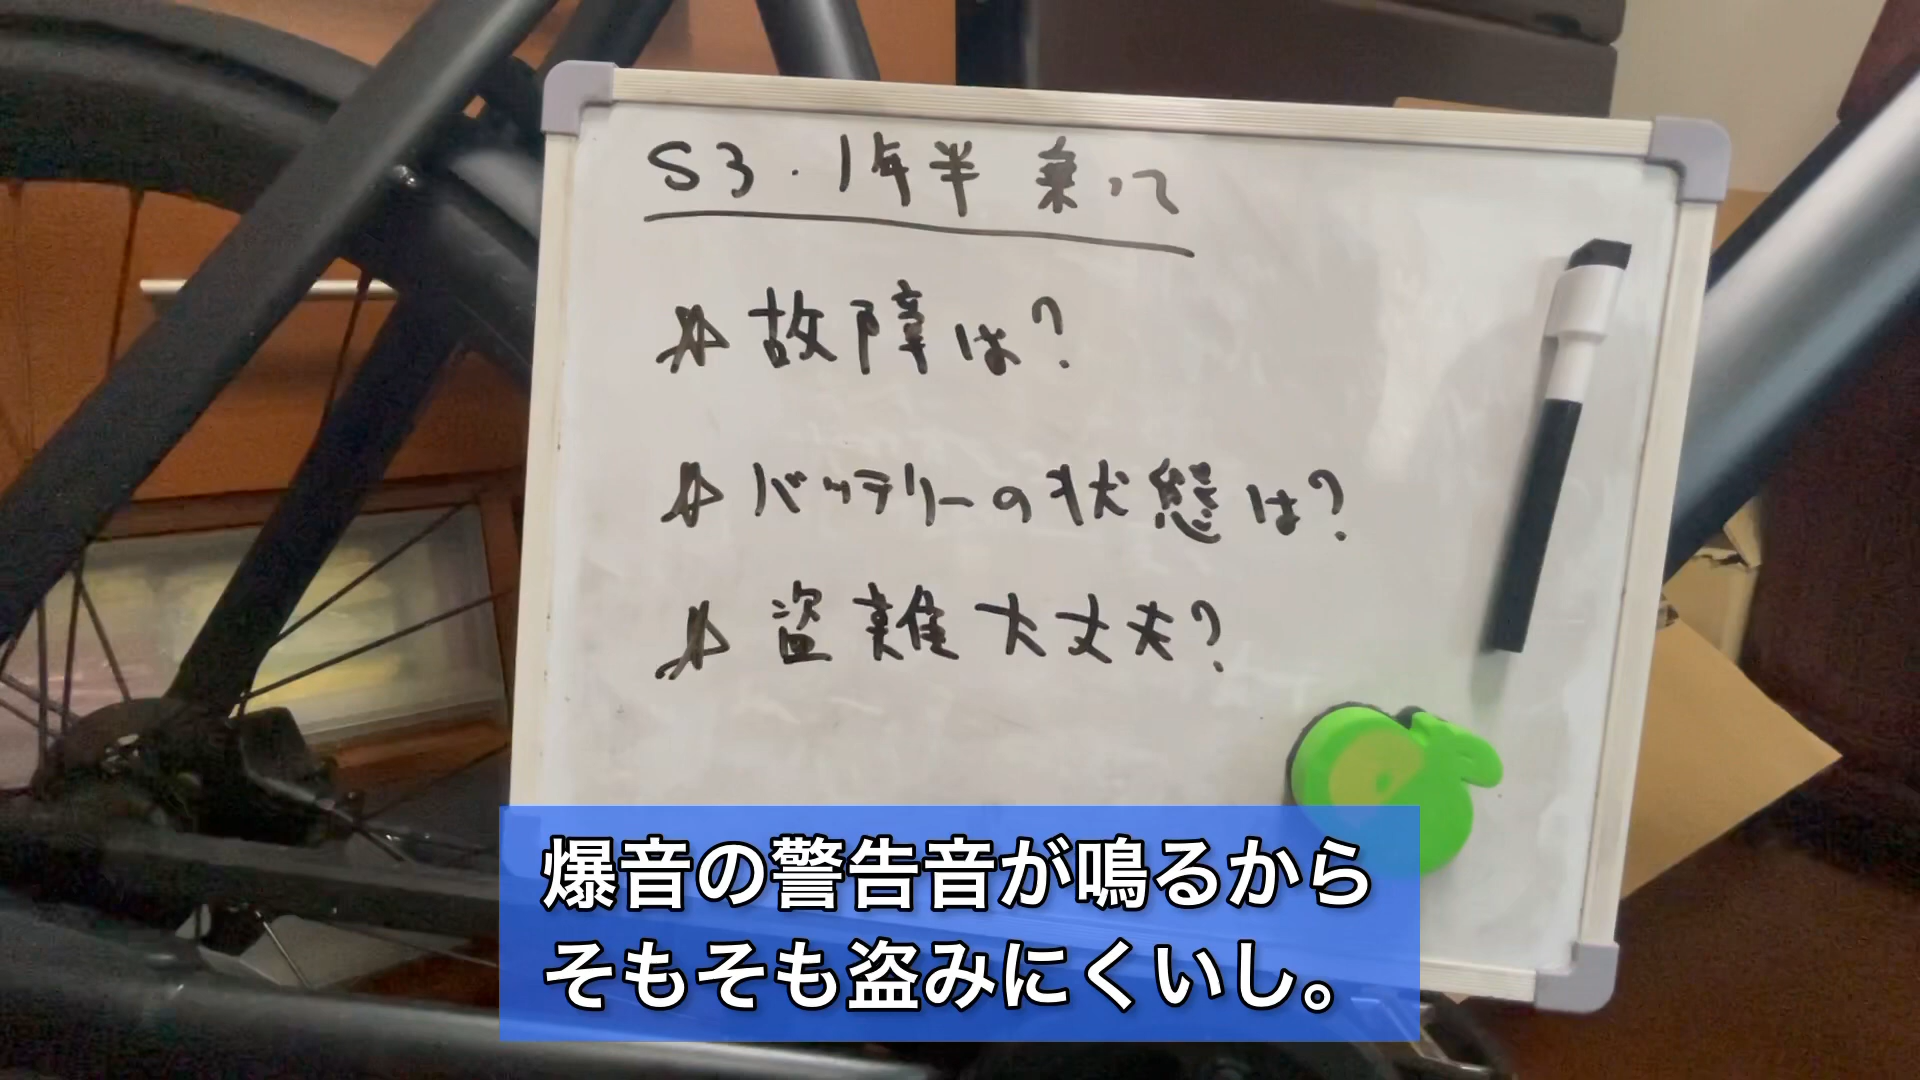 S3・1年半乗って
☆故障は?
☆バッテリーの状態は?
☆盗難大丈夫?
爆音の警告音が鳴るから
そもそも盗みにくいし。